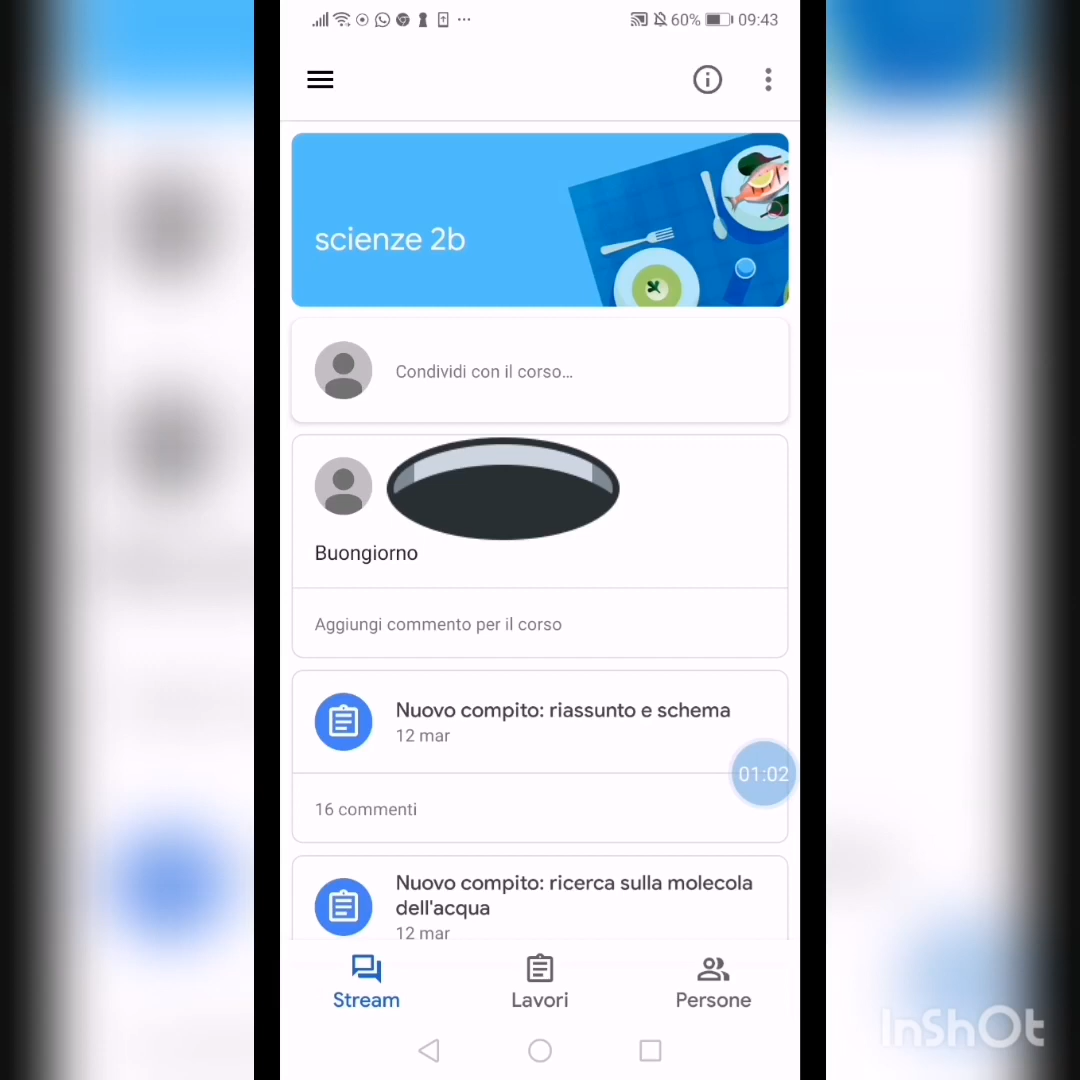 60% 09:43
scienze 2b
Condividi con il corso...
Buongiorno
Aggiungi commento per il corso
Nuovo compito: riassunto e schema
12 mar
01:02
16 commenti
Nuovo compito: ricerca sulla molecola
dell'acqua
12 mar
Stream Lavori Persone
InShOt